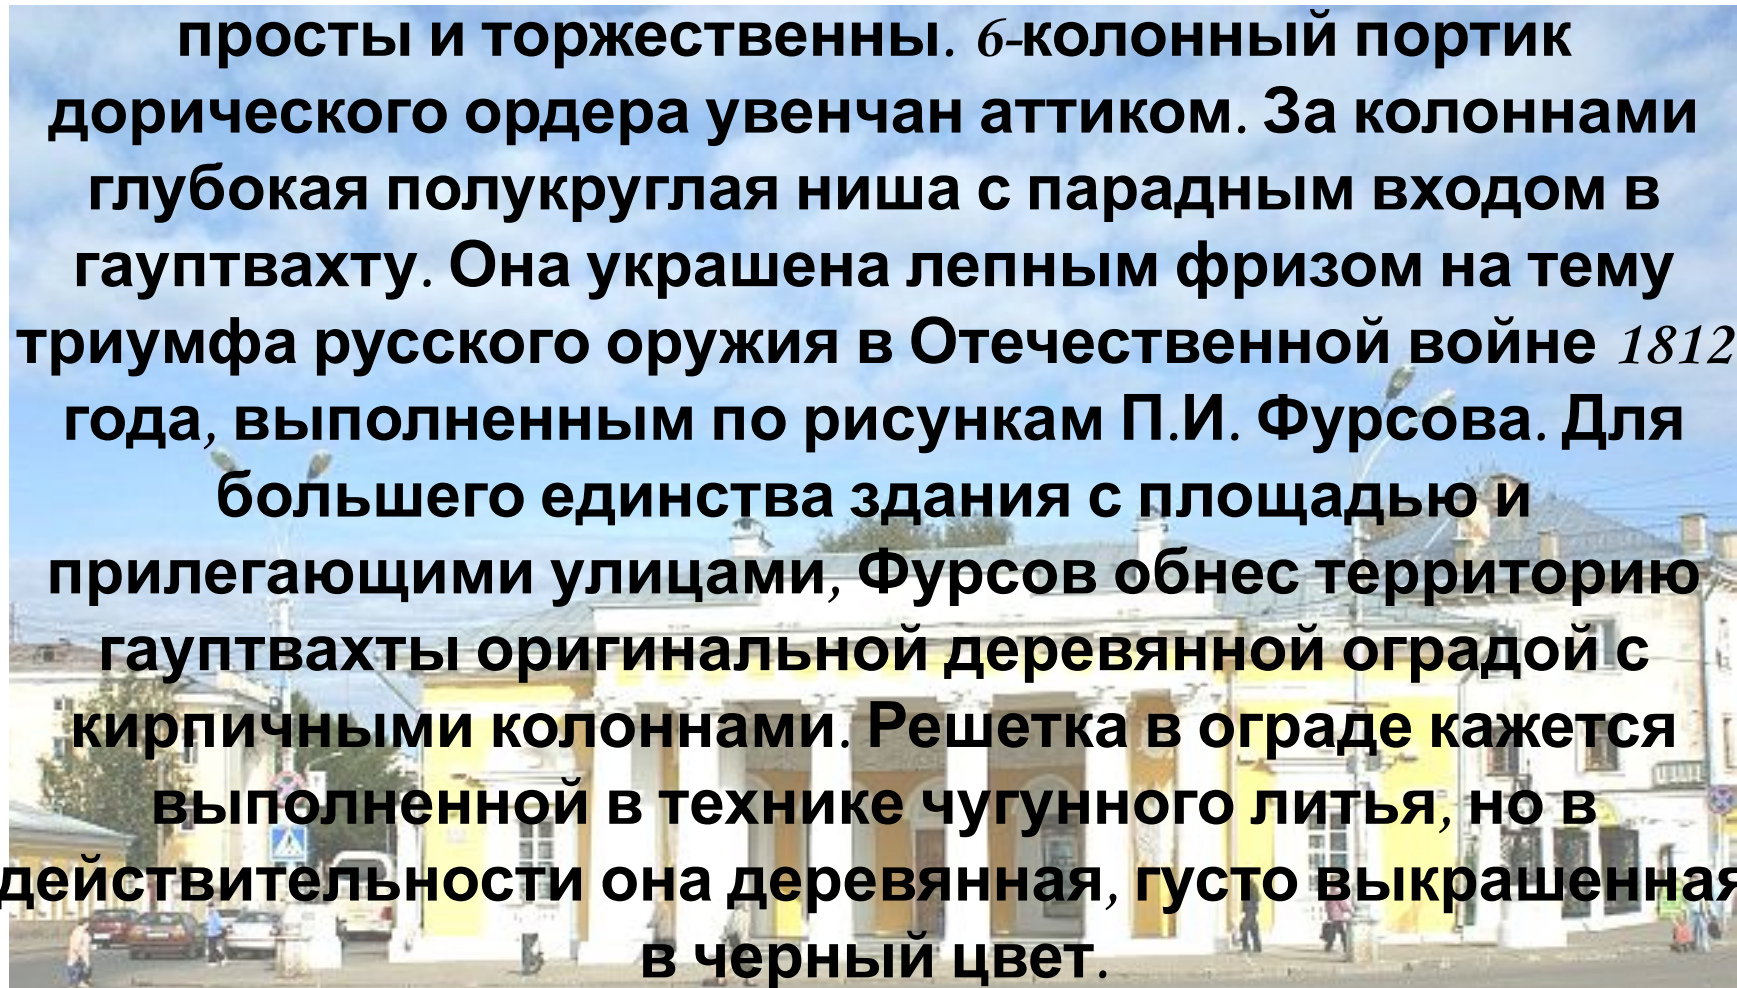 просты и торжественны. 6-колонный портик
дорического ордера увенчан аттиком. За колоннами
глубокая полукруглая ниша с парадным входом в
гауптвахту. Она украшена лепным фризом на тему
триумфа русского оружия в Отечественной войне 1812
года, выполненным по рисункам П.И. Фурсова. Для
большего единства здания с площадью и
прилегающими улицами, Фурсов обнес территорию
гауптвахты оригинальной деревянной оградой с
кирпичными колоннами. Решетка в ограде кажется
выполненной в технике чугунного литья, но в
действительности она деревянная, густо выкрашенная
в черный цвет.